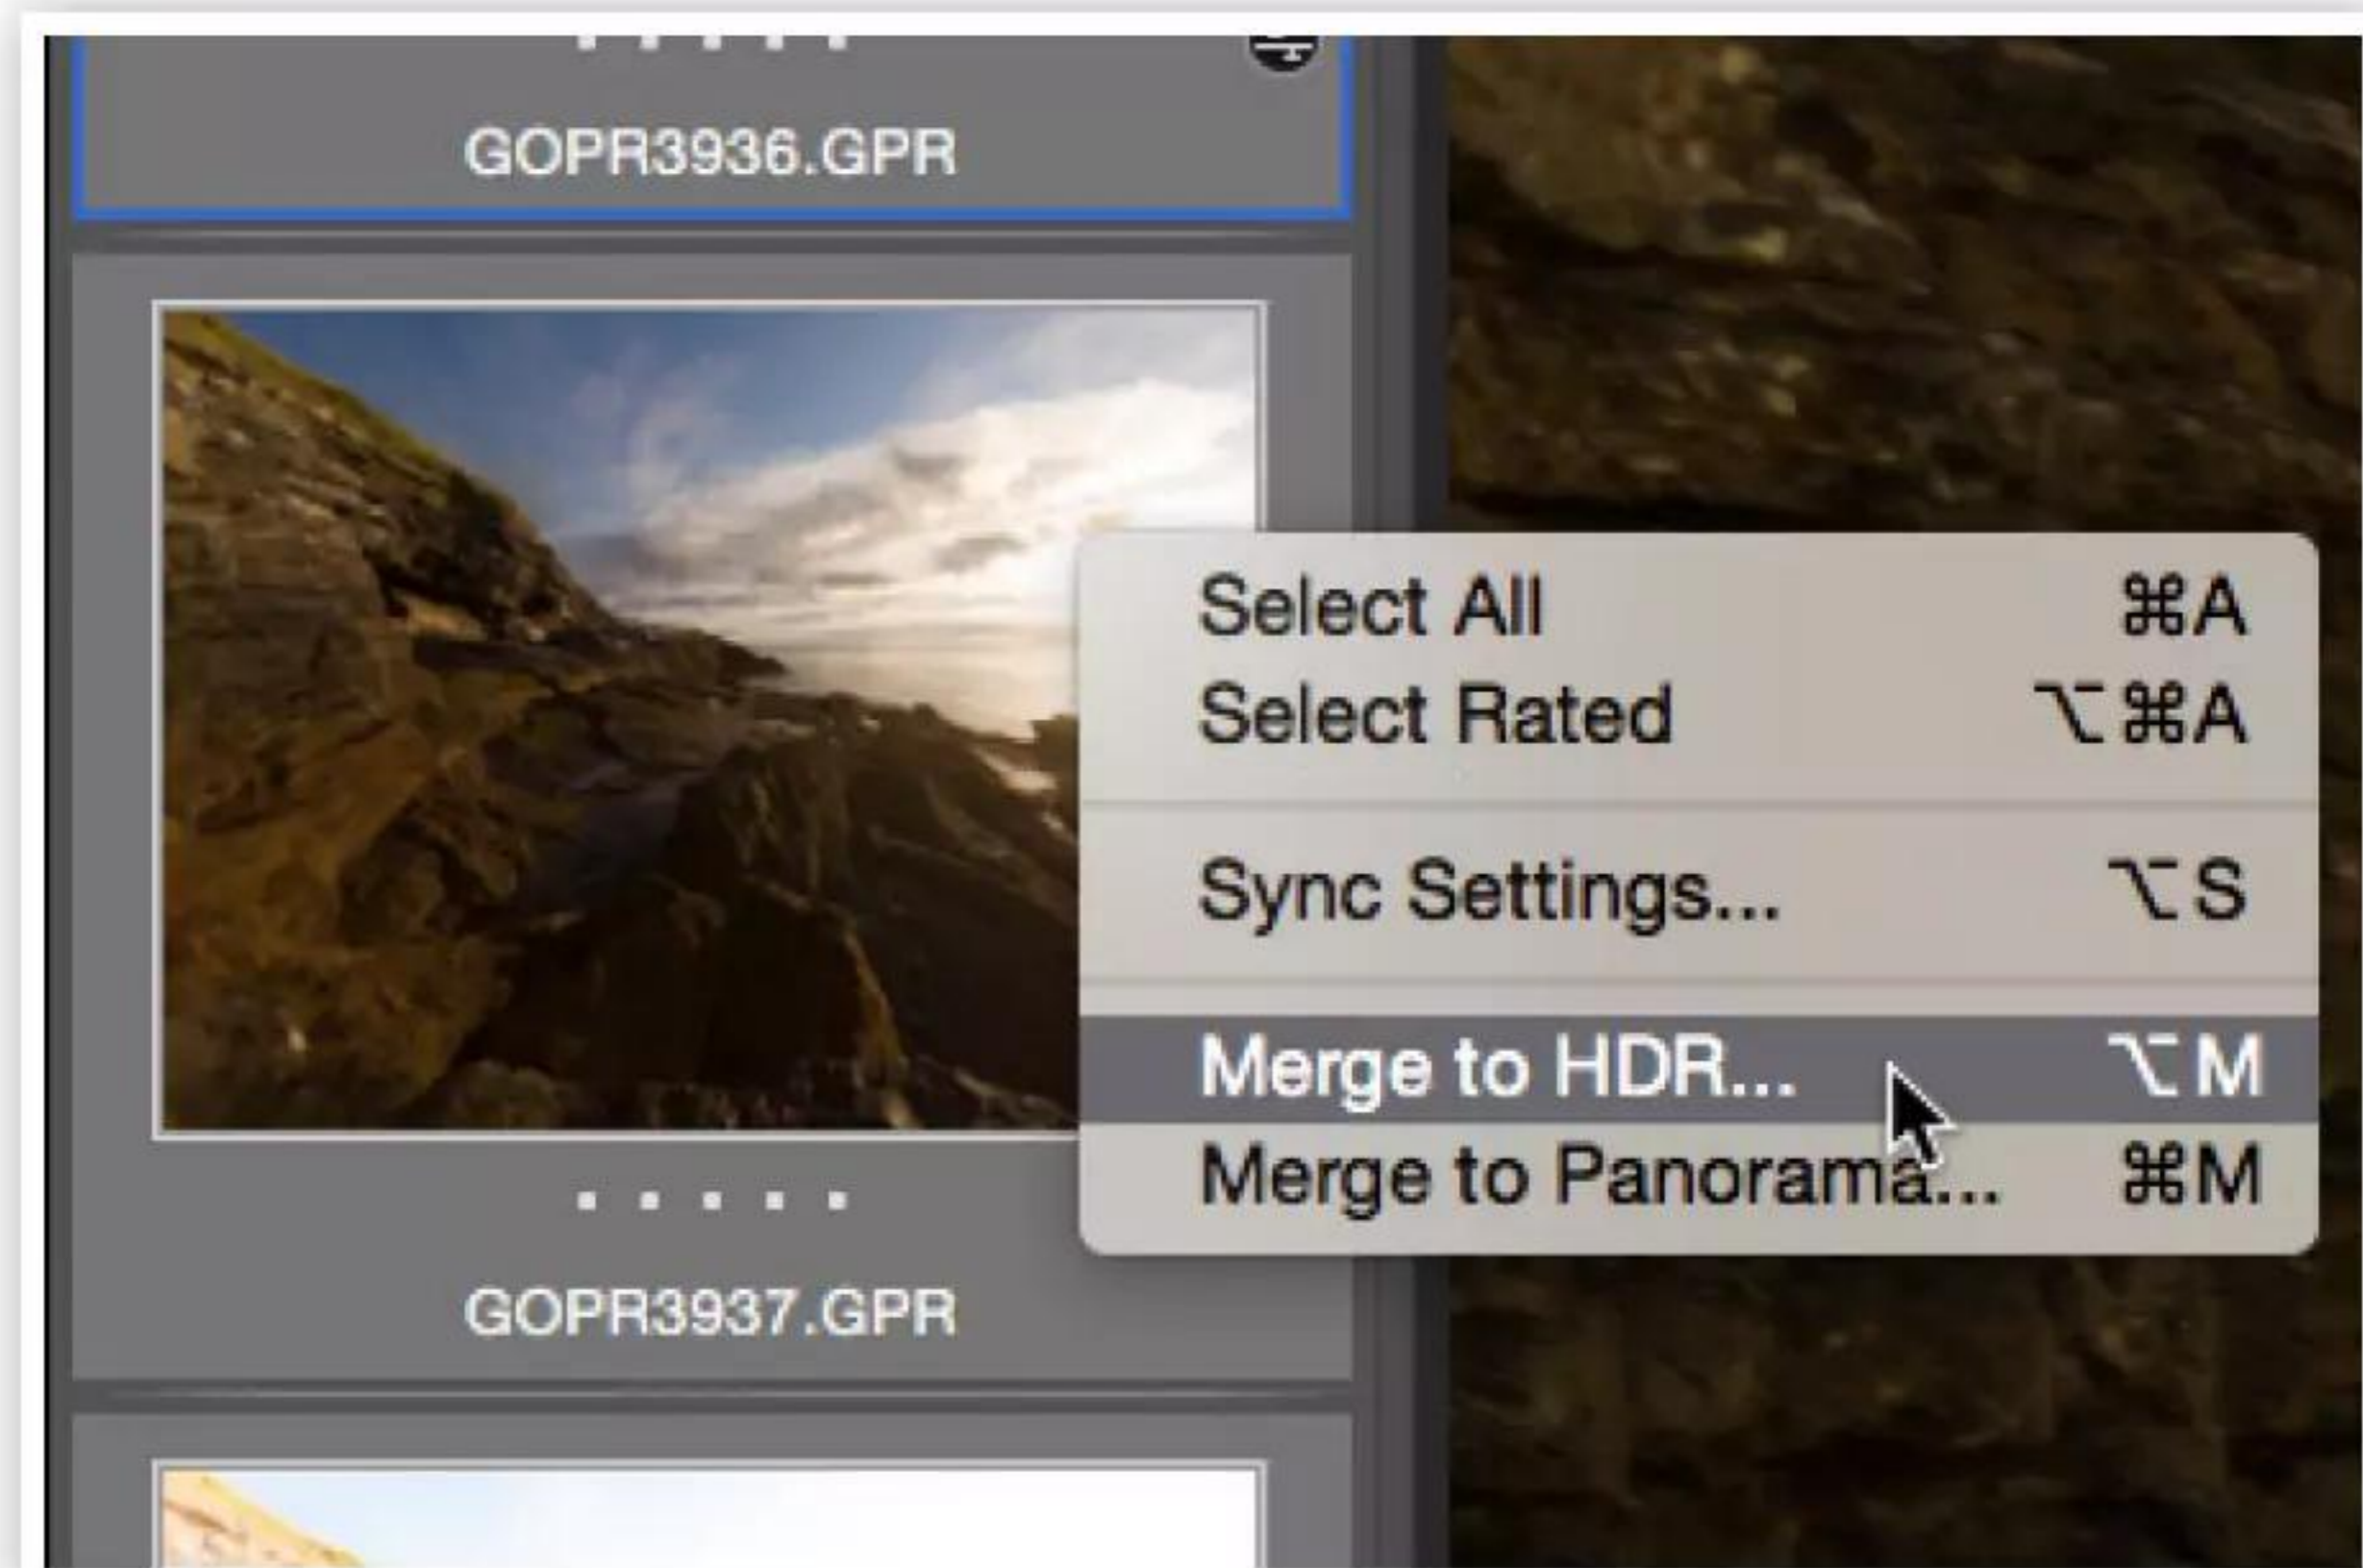 GOPR3936.GPR
Select All ⌘A
Select Rated ⌥⌘A
Sync Settings... ⌥S
Merge to HDR... ⌥M
Merge to Panorama... ⌘M
GOPR3937.GPR